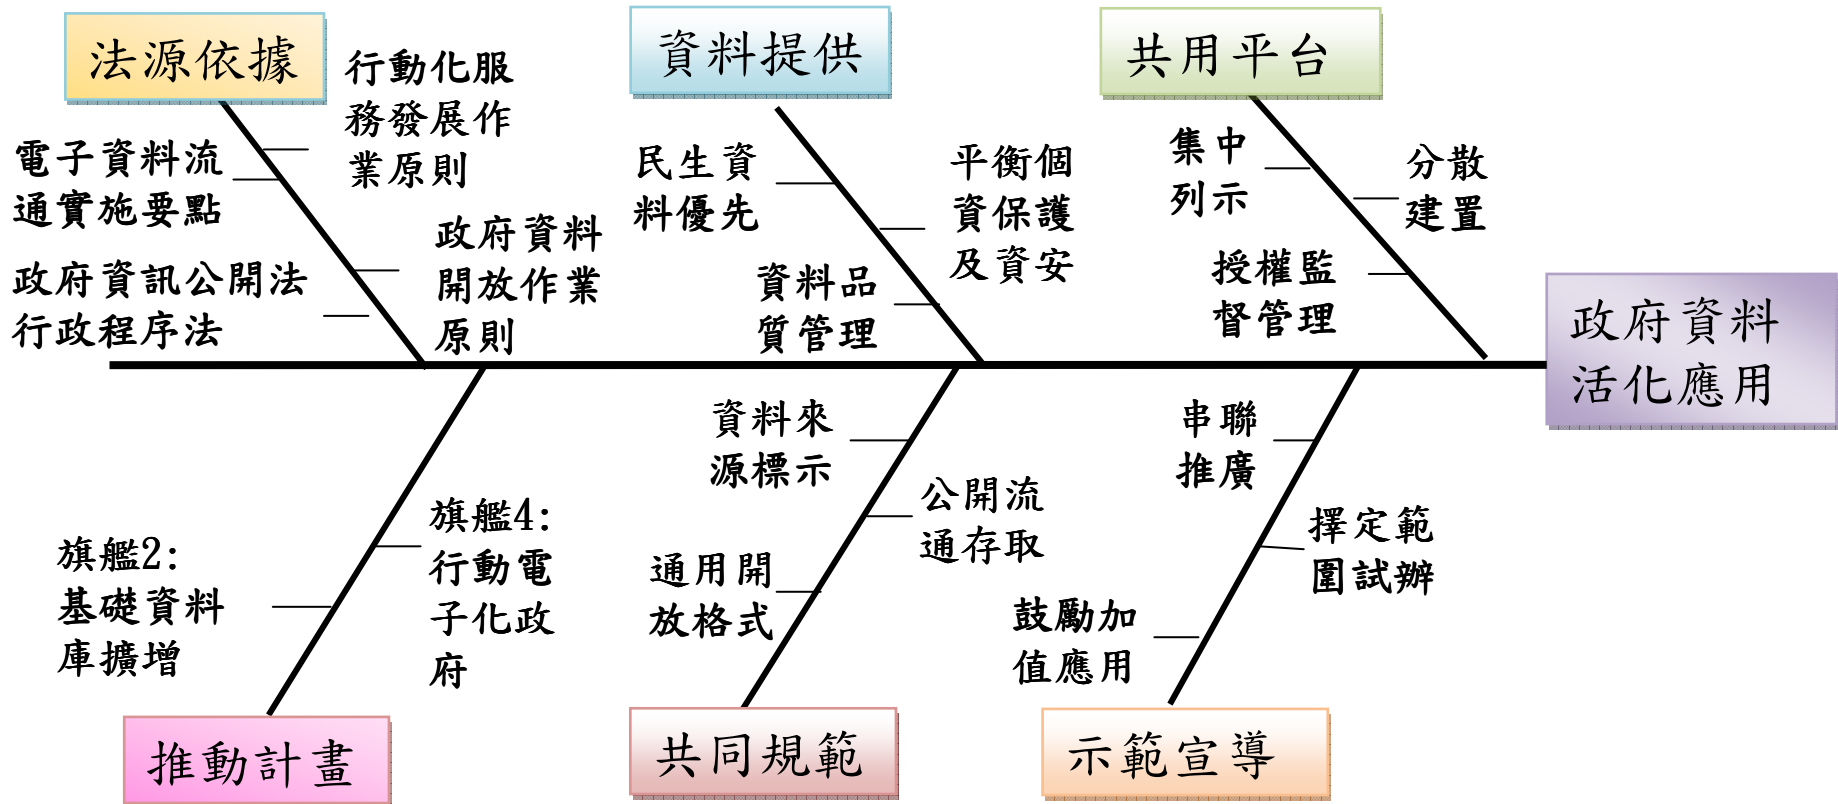 法源依據
行動化服
務發展作
業原則
電子資料流
通實施要點
政府資料
開放作業
原則
政府資訊公開法
行政程序法
資料提供
民生資
料優先
平衡個
資保護
及資安
資料品
質管理
共用平台
集中
列示
分散
建置
授權監
督管理
政府資料
活化應用
旗艦2:
基礎資料
庫擴增
旗艦4:
行動電
子化政
府
推動計畫
資料來
源標示
公開流
通存取
通用開
放格式
共同規範
串聯
推廣
擇定範
圍試辦
鼓勵加
值應用
示範宣導